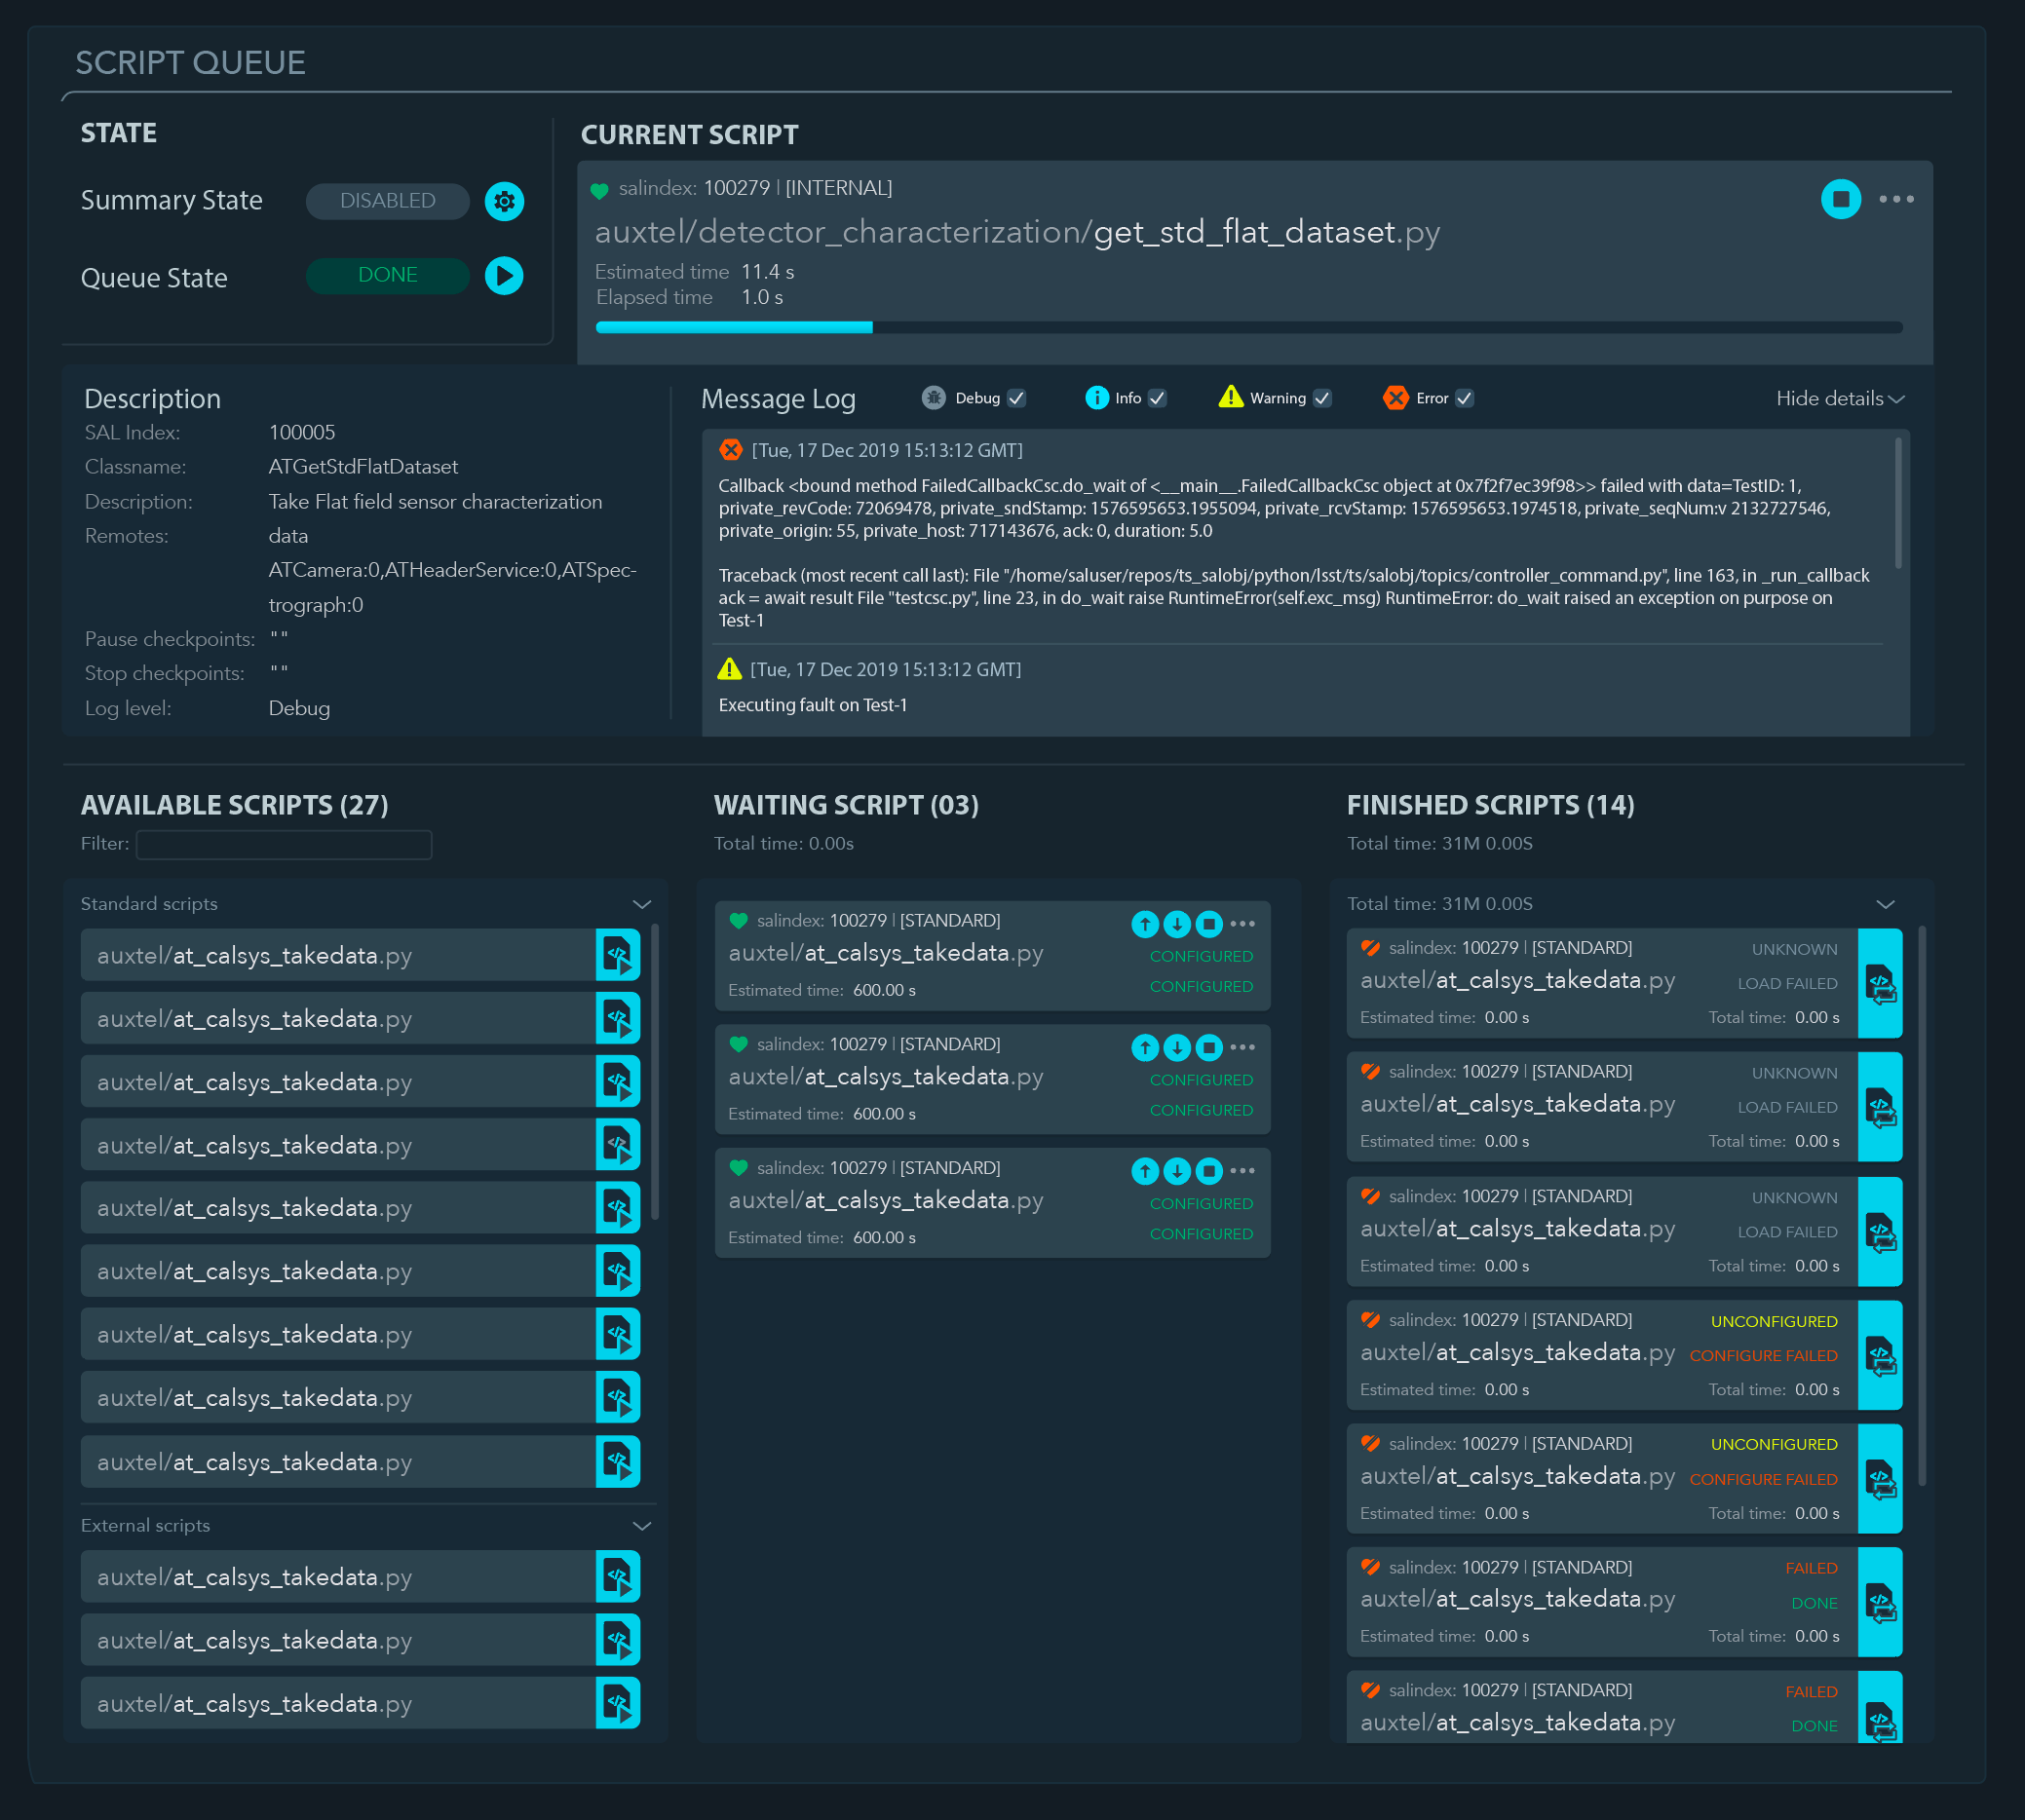 SCRIPT QUEUE
STATE
Summary State DISABLED
Queue State DONE
CURRENT SCRIPT
salindex: 100279 | [INTERNAL]
auxtel/detector_characterization/get_std_flat_dataset.py
Estimated time 11.4 s
Elapsed time 1.0 s
Description
SAL Index: 100005
Classname: ATGetStdFlatDataset
Description: Take Flat field sensor characterization
Remotes: data
ATCamera:0,ATHeaderService:0,ATSpec-
trograph:0
Pause checkpoints: ""
Stop checkpoints: ""
Log level: Debug
Message Log Debug Info Warning Error Hide details
[Tue, 17 Dec 2019 15:13:12 GMT]
Callback <bound method FailedCallbackCsc.do_wait of <__main__.FailedCallbackCsc object at 0x7f2f7ec39f98>> failed with data=TestID: 1,
private_revCode: 72069478, private_sndStamp: 1576595653.1955094, private_rcvStamp: 1576595653.1974518, private_seqNum:v 2132727546,
private_origin: 55, private_host: 717143676, ack: 0, duration: 5.0
Traceback (most recent call last): File "/home/saluser/repos/ts_salobj/python/lsst/ts/salobj/topics/controller_command.py", line 163, in _run_callback
ack = await result File "testcsc.py", line 23, in do_wait raise RuntimeError(self.exc_msg) RuntimeError: do_wait raised an exception on purpose on
Test-1
[Tue, 17 Dec 2019 15:13:12 GMT]
Executing fault on Test-1
AVAILABLE SCRIPTS (27)
Filter:
Standard scripts
auxtel/at_calsys_takedata.py
auxtel/at_calsys_takedata.py
auxtel/at_calsys_takedata.py
auxtel/at_calsys_takedata.py
auxtel/at_calsys_takedata.py
auxtel/at_calsys_takedata.py
auxtel/at_calsys_takedata.py
auxtel/at_calsys_takedata.py
auxtel/at_calsys_takedata.py
External scripts
auxtel/at_calsys_takedata.py
auxtel/at_calsys_takedata.py
auxtel/at_calsys_takedata.py
WAITING SCRIPT (03)
Total time: 0.00s
salindex: 100279 | [STANDARD]
auxtel/at_calsys_takedata.py CONFIGURED
Estimated time: 600.00 s CONFIGURED
salindex: 100279 | [STANDARD]
auxtel/at_calsys_takedata.py CONFIGURED
Estimated time: 600.00 s CONFIGURED
salindex: 100279 | [STANDARD]
auxtel/at_calsys_takedata.py CONFIGURED
Estimated time: 600.00 s CONFIGURED
FINISHED SCRIPTS (14)
Total time: 31M 0.00S
Total time: 31M 0.00S
salindex: 100279 | [STANDARD] UNKNOWN
auxtel/at_calsys_takedata.py LOAD FAILED
Estimated time: 0.00 s Total time: 0.00 s
salindex: 100279 | [STANDARD] UNKNOWN
auxtel/at_calsys_takedata.py LOAD FAILED
Estimated time: 0.00 s Total time: 0.00 s
salindex: 100279 | [STANDARD] UNKNOWN
auxtel/at_calsys_takedata.py LOAD FAILED
Estimated time: 0.00 s Total time: 0.00 s
salindex: 100279 | [STANDARD] UNCONFIGURED
auxtel/at_calsys_takedata.py CONFIGURE FAILED
Estimated time: 0.00 s Total time: 0.00 s
salindex: 100279 | [STANDARD] UNCONFIGURED
auxtel/at_calsys_takedata.py CONFIGURE FAILED
Estimated time: 0.00 s Total time: 0.00 s
salindex: 100279 | [STANDARD] FAILED
auxtel/at_calsys_takedata.py DONE
Estimated time: 0.00 s Total time: 0.00 s
salindex: 100279 | [STANDARD] FAILED
auxtel/at_calsys_takedata.py DONE